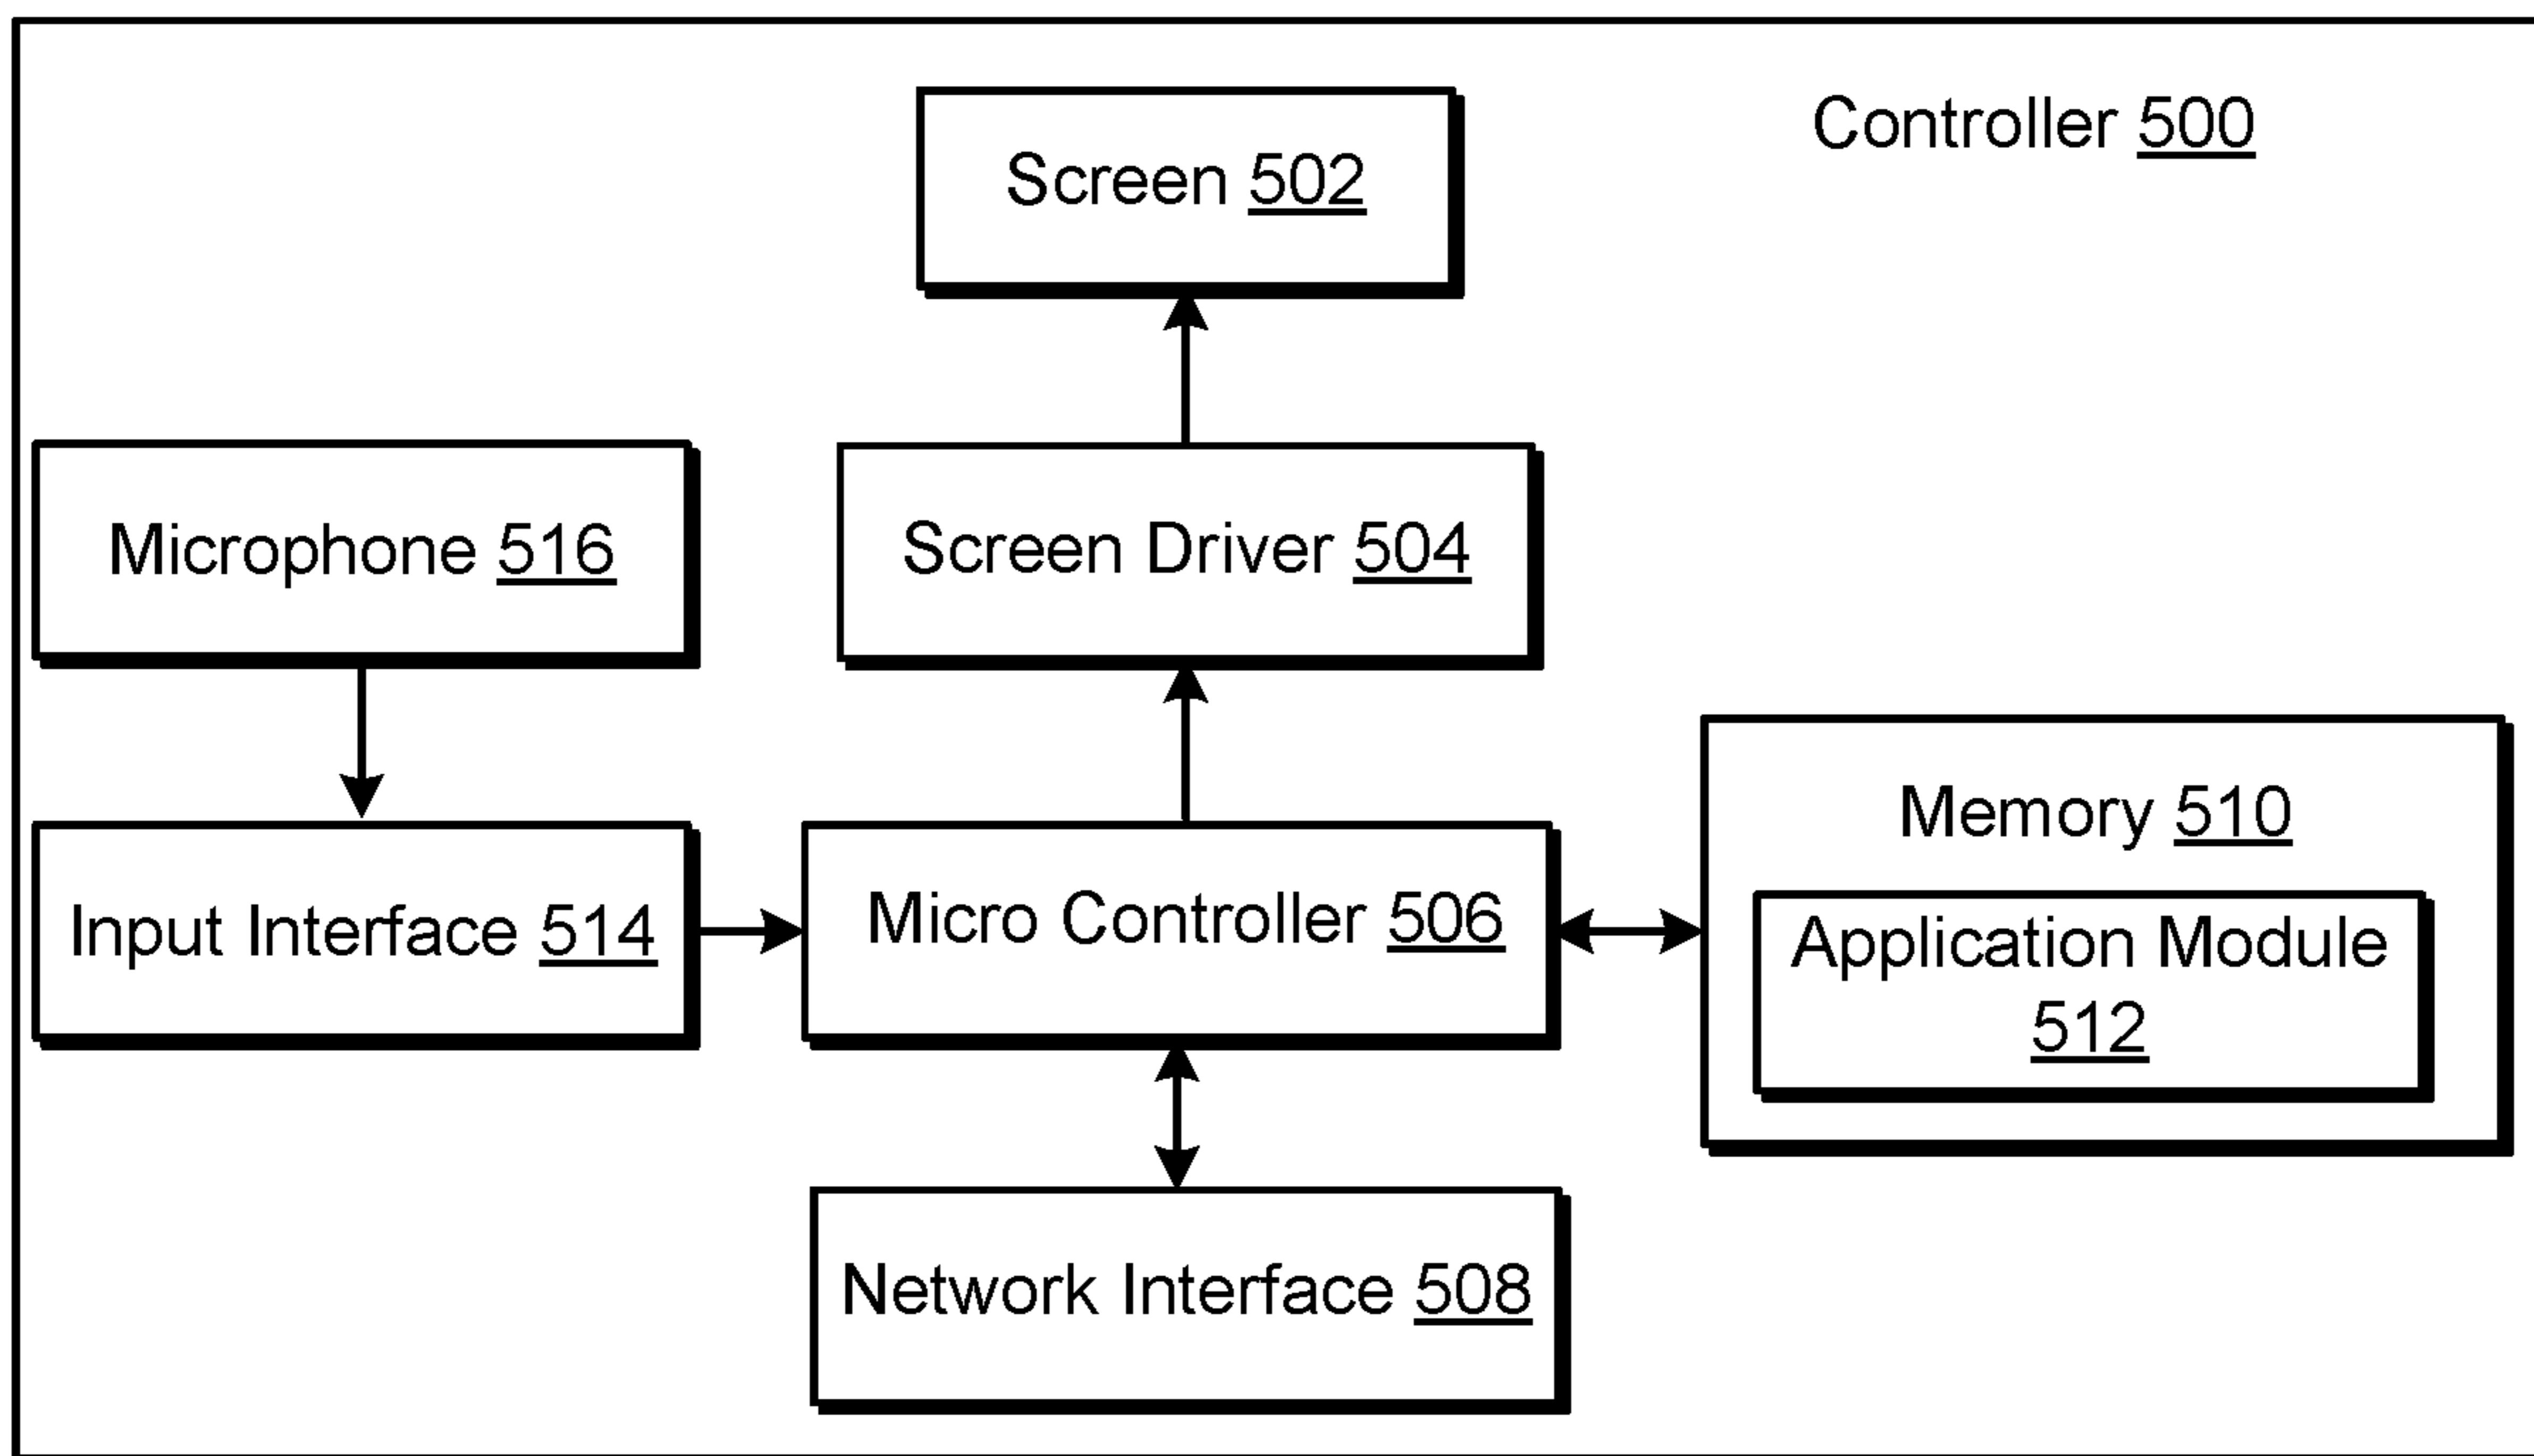 Controller 500
Screen 502
Microphone 516
Screen Driver 504
Memory 510
Input Interface 514
Micro Controller 506
Application Module
512
Network Interface 508